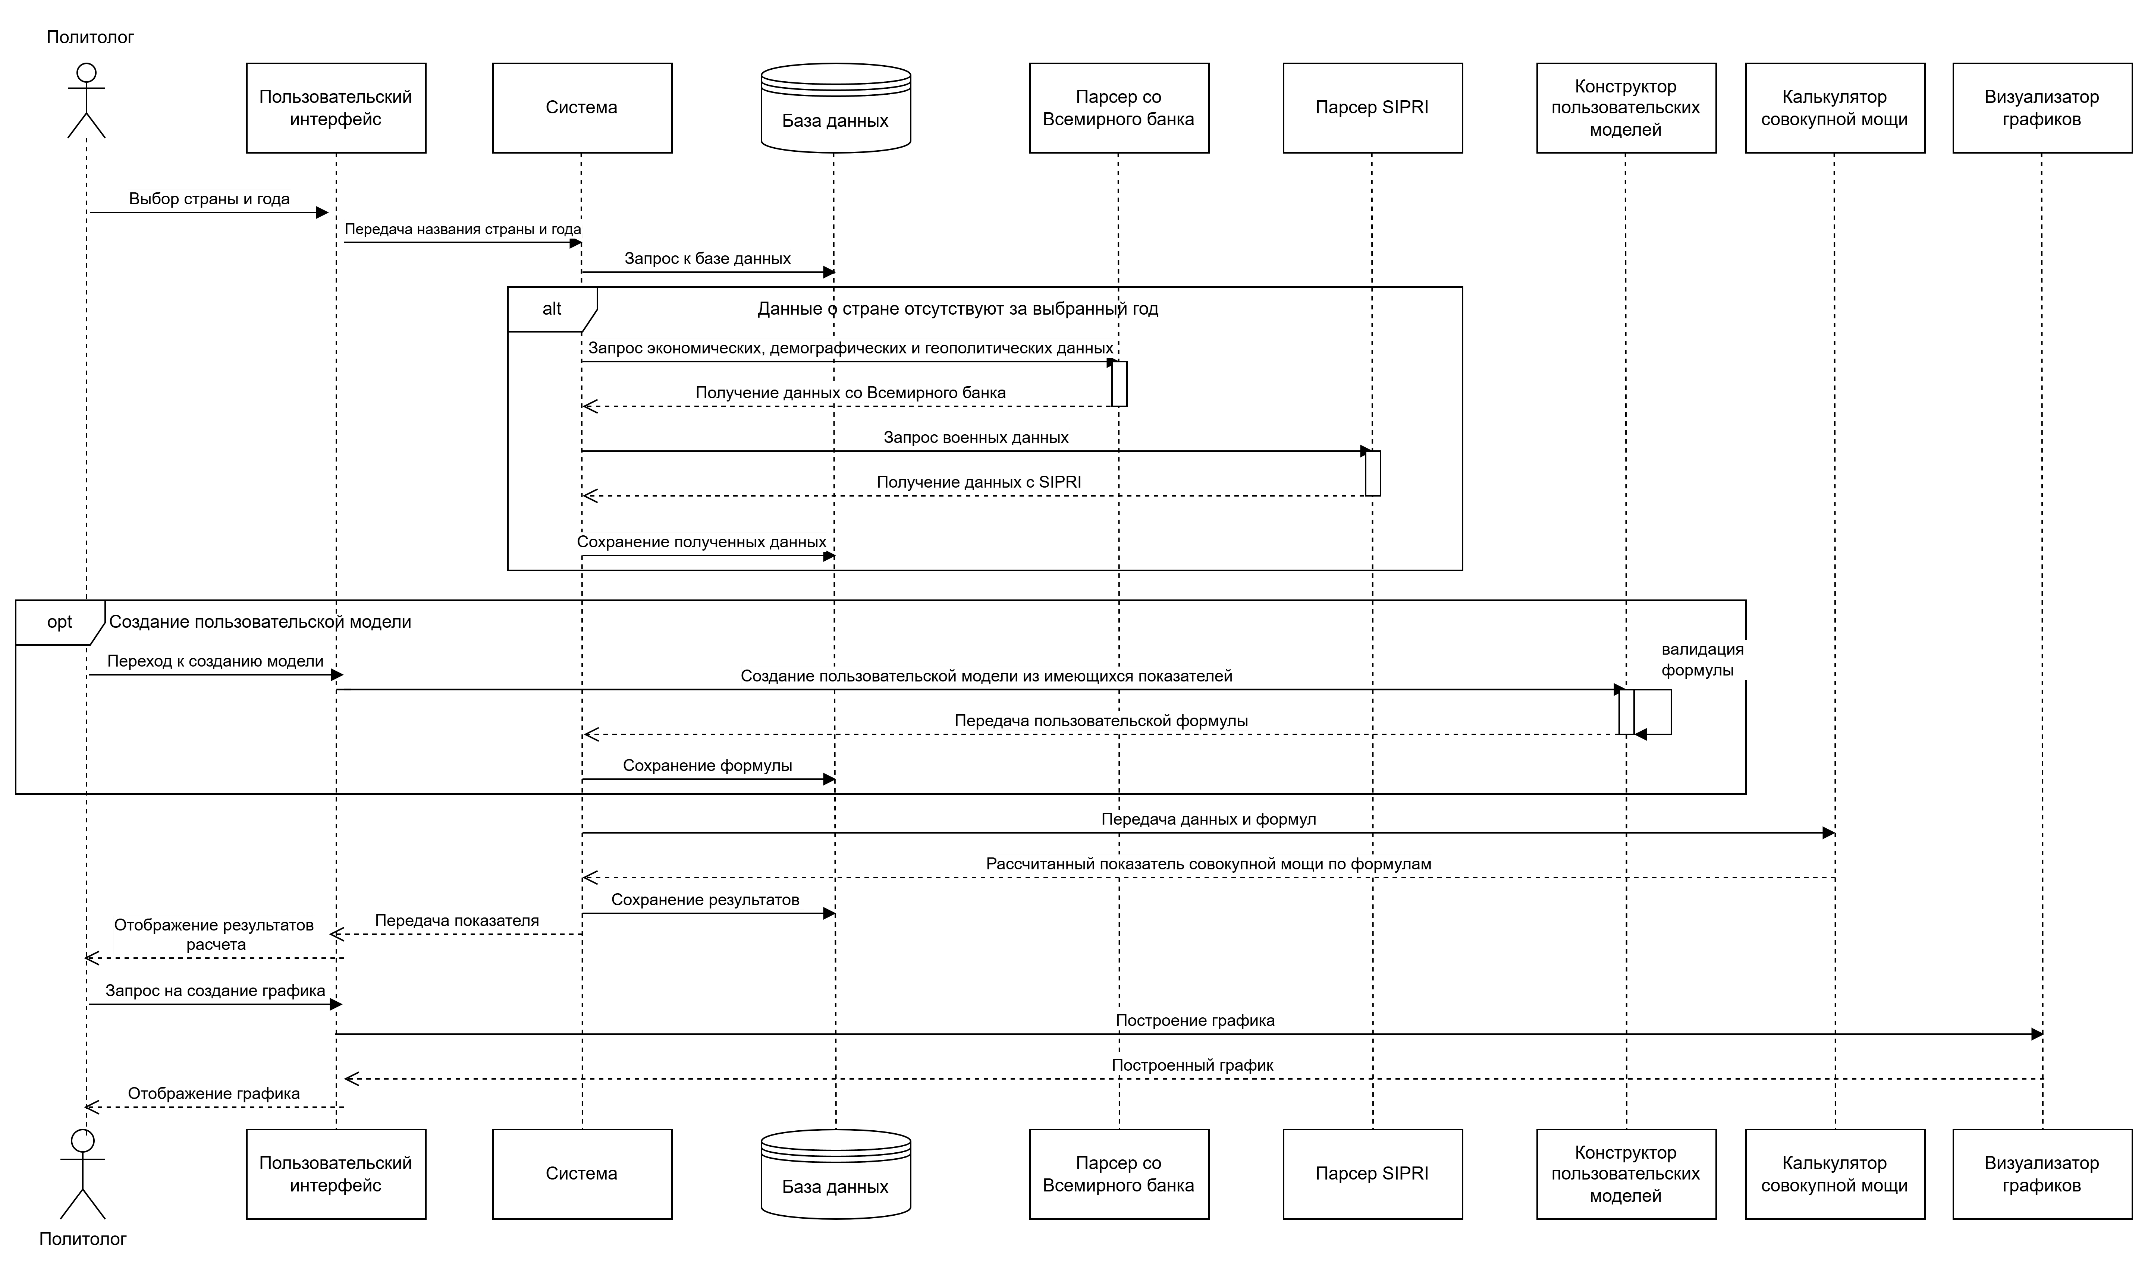 Политолог
Пользовательский
интерфейс
Система
База данных
Парсер со
Всемирного банка
Парсер SIPRI
Конструктор
пользовательских
моделей
Калькулятор
совокупной мощи
Визуализатор
графиков
Выбор страны и года
Передача названия страны и года
Запрос к базе данных
alt
Данные о стране отсутствуют за выбранный год
Запрос экономических, демографических и геополитических данных
Получение данных со Всемирного банка
Запрос военных данных
Получение данных с SIPRI
Сохранение полученных данных
opt
Создание пользовательской модели
Переход к созданию модели
валидация
формулы
Создание пользовательской модели из имеющихся показателей
Передача пользовательской формулы
Сохранение формулы
Передача данных и формул
Рассчитанный показатель совокупной мощи по формулам
Сохранение результатов
Передача показателя
Отображение результатов
расчета
Запрос на создание графика
Построение графика
Построенный график
Отображение графика
Пользовательский
интерфейс
Система
База данных
Парсер со
Всемирного банка
Парсер SIPRI
Конструктор
пользовательских
моделей
Калькулятор
совокупной мощи
Визуализатор
графиков
Политолог